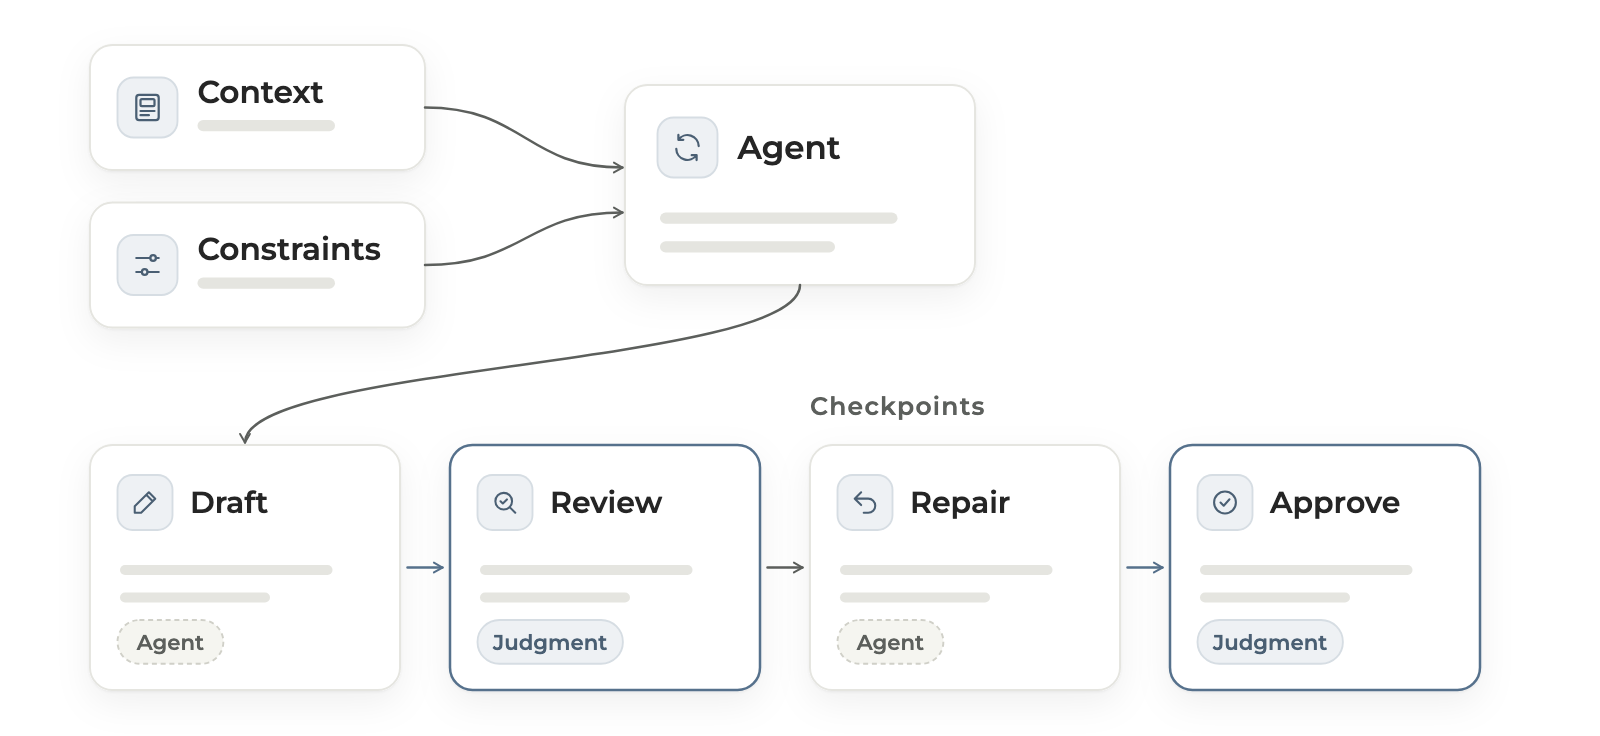 Context
Constraints
Agent
Checkpoints
Draft
Agent
Review
Judgment
Repair
Agent
Approve
Judgment